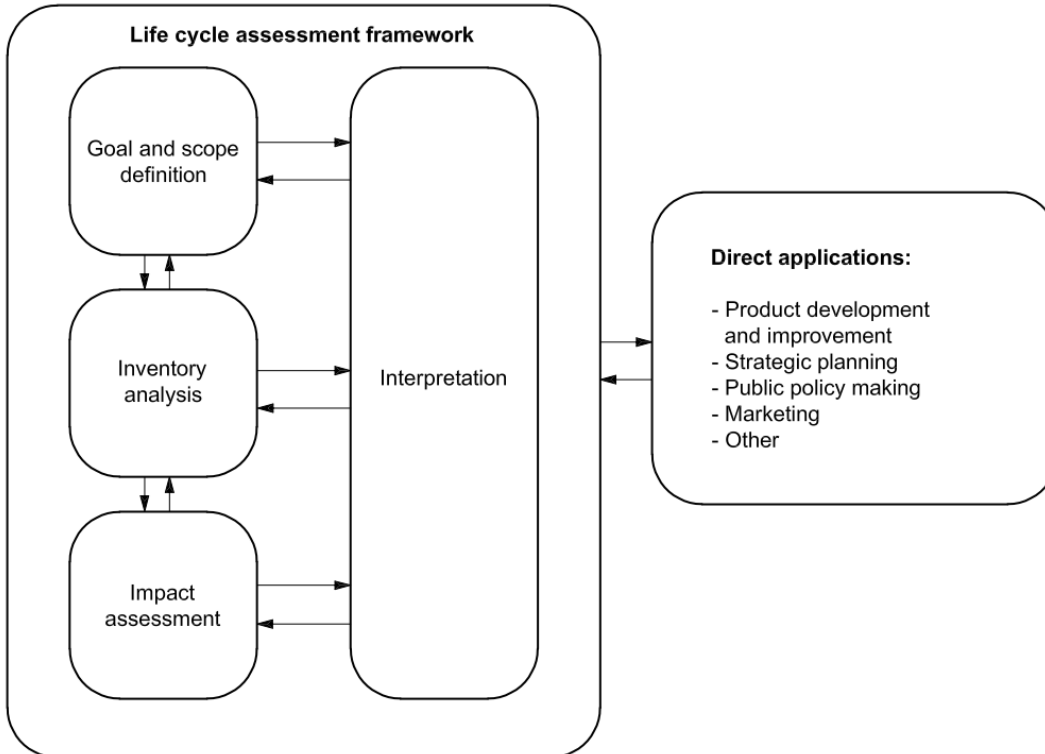 Life cycle assessment framework
Goal and scope
definition
Inventory
analysis
Impact
assessment
Interpretation
Direct applications:
- Product development
and improvement
- Strategic planning
- Public policy making
- Marketing
- Other